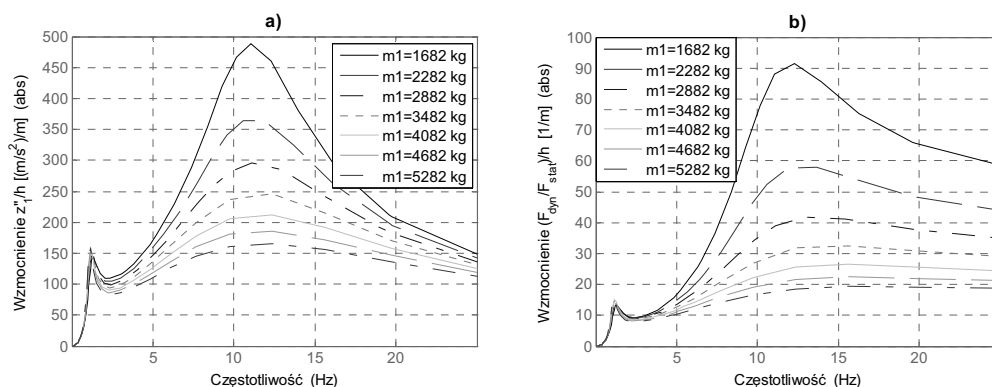 a)
Wzmocnienie z"1/h [(m/s²)/m] (abs)
500
450
400
350
300
250
200
150
100
50
0
5
10
15
20
Częstotliwość (Hz)
m1=1682 kg
m1=2282 kg
m1=2882 kg
m1=3482 kg
m1=4082 kg
m1=4682 kg
m1=5282 kg
b)
Wzmocnienie (Fdyn/Fstat)/h [1/m] (abs)
100
90
80
70
60
50
40
30
20
10
0
5
10
15
20
Częstotliwość (Hz)
m1=1682 kg
m1=2282 kg
m1=2882 kg
m1=3482 kg
m1=4082 kg
m1=4682 kg
m1=5282 kg